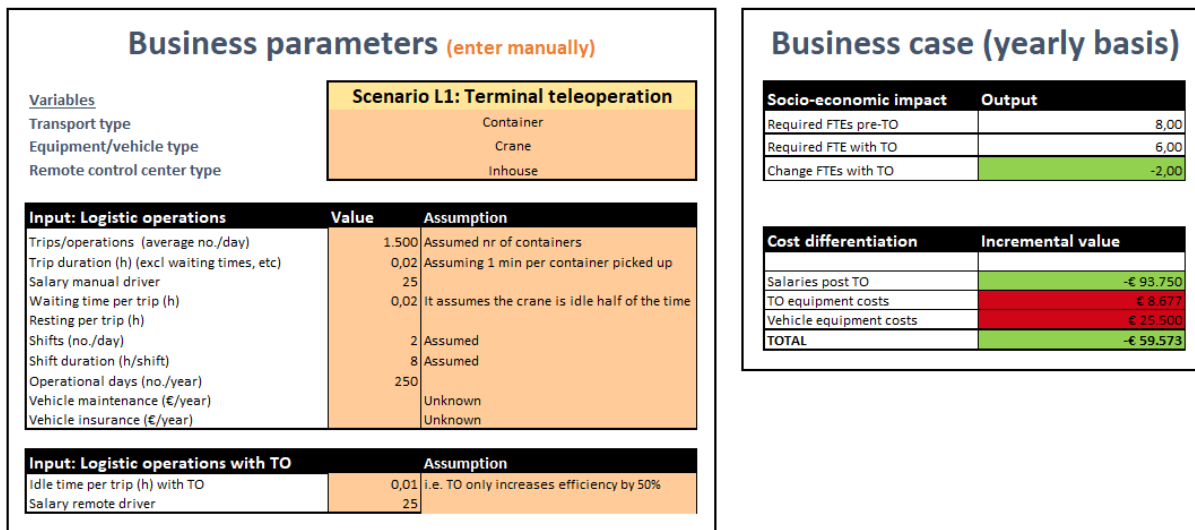 Business parameters (enter manually)
Variables
Scenario L1: Terminal teleoperation
Transport type Container
Equipment/vehicle type Crane
Remote control center type Inhouse
Input: Logistic operations Value Assumption
Trips/operations (average no./day) 1.500 Assumed nr of containers
Trip duration (h) (excl waiting times, etc) 0,02 Assuming 1 min per container picked up
Salary manual driver 25
Waiting time per trip (h) 0,02 It assumes the crane is idle half of the time
Resting per trip (h)
Shifts (no./day) 2 Assumed
Shift duration (h/shift) 8 Assumed
Operational days (no./year) 250
Vehicle maintenance (€/year) Unknown
Vehicle insurance (€/year) Unknown
Input: Logistic operations with TO Assumption
Idle time per trip (h) with TO 0,01 i.e. TO only increases efficiency by 50%
Salary remote driver 25
Business case (yearly basis)
Socio-economic impact Output
Required FTEs pre-TO 8,00
Required FTE with TO 6,00
Change FTEs with TO -2,00
Cost differentiation Incremental value
Salaries post TO -€ 93.750
TO equipment costs € 8.677
Vehicle equipment costs € 25.500
TOTAL -€ 59.573